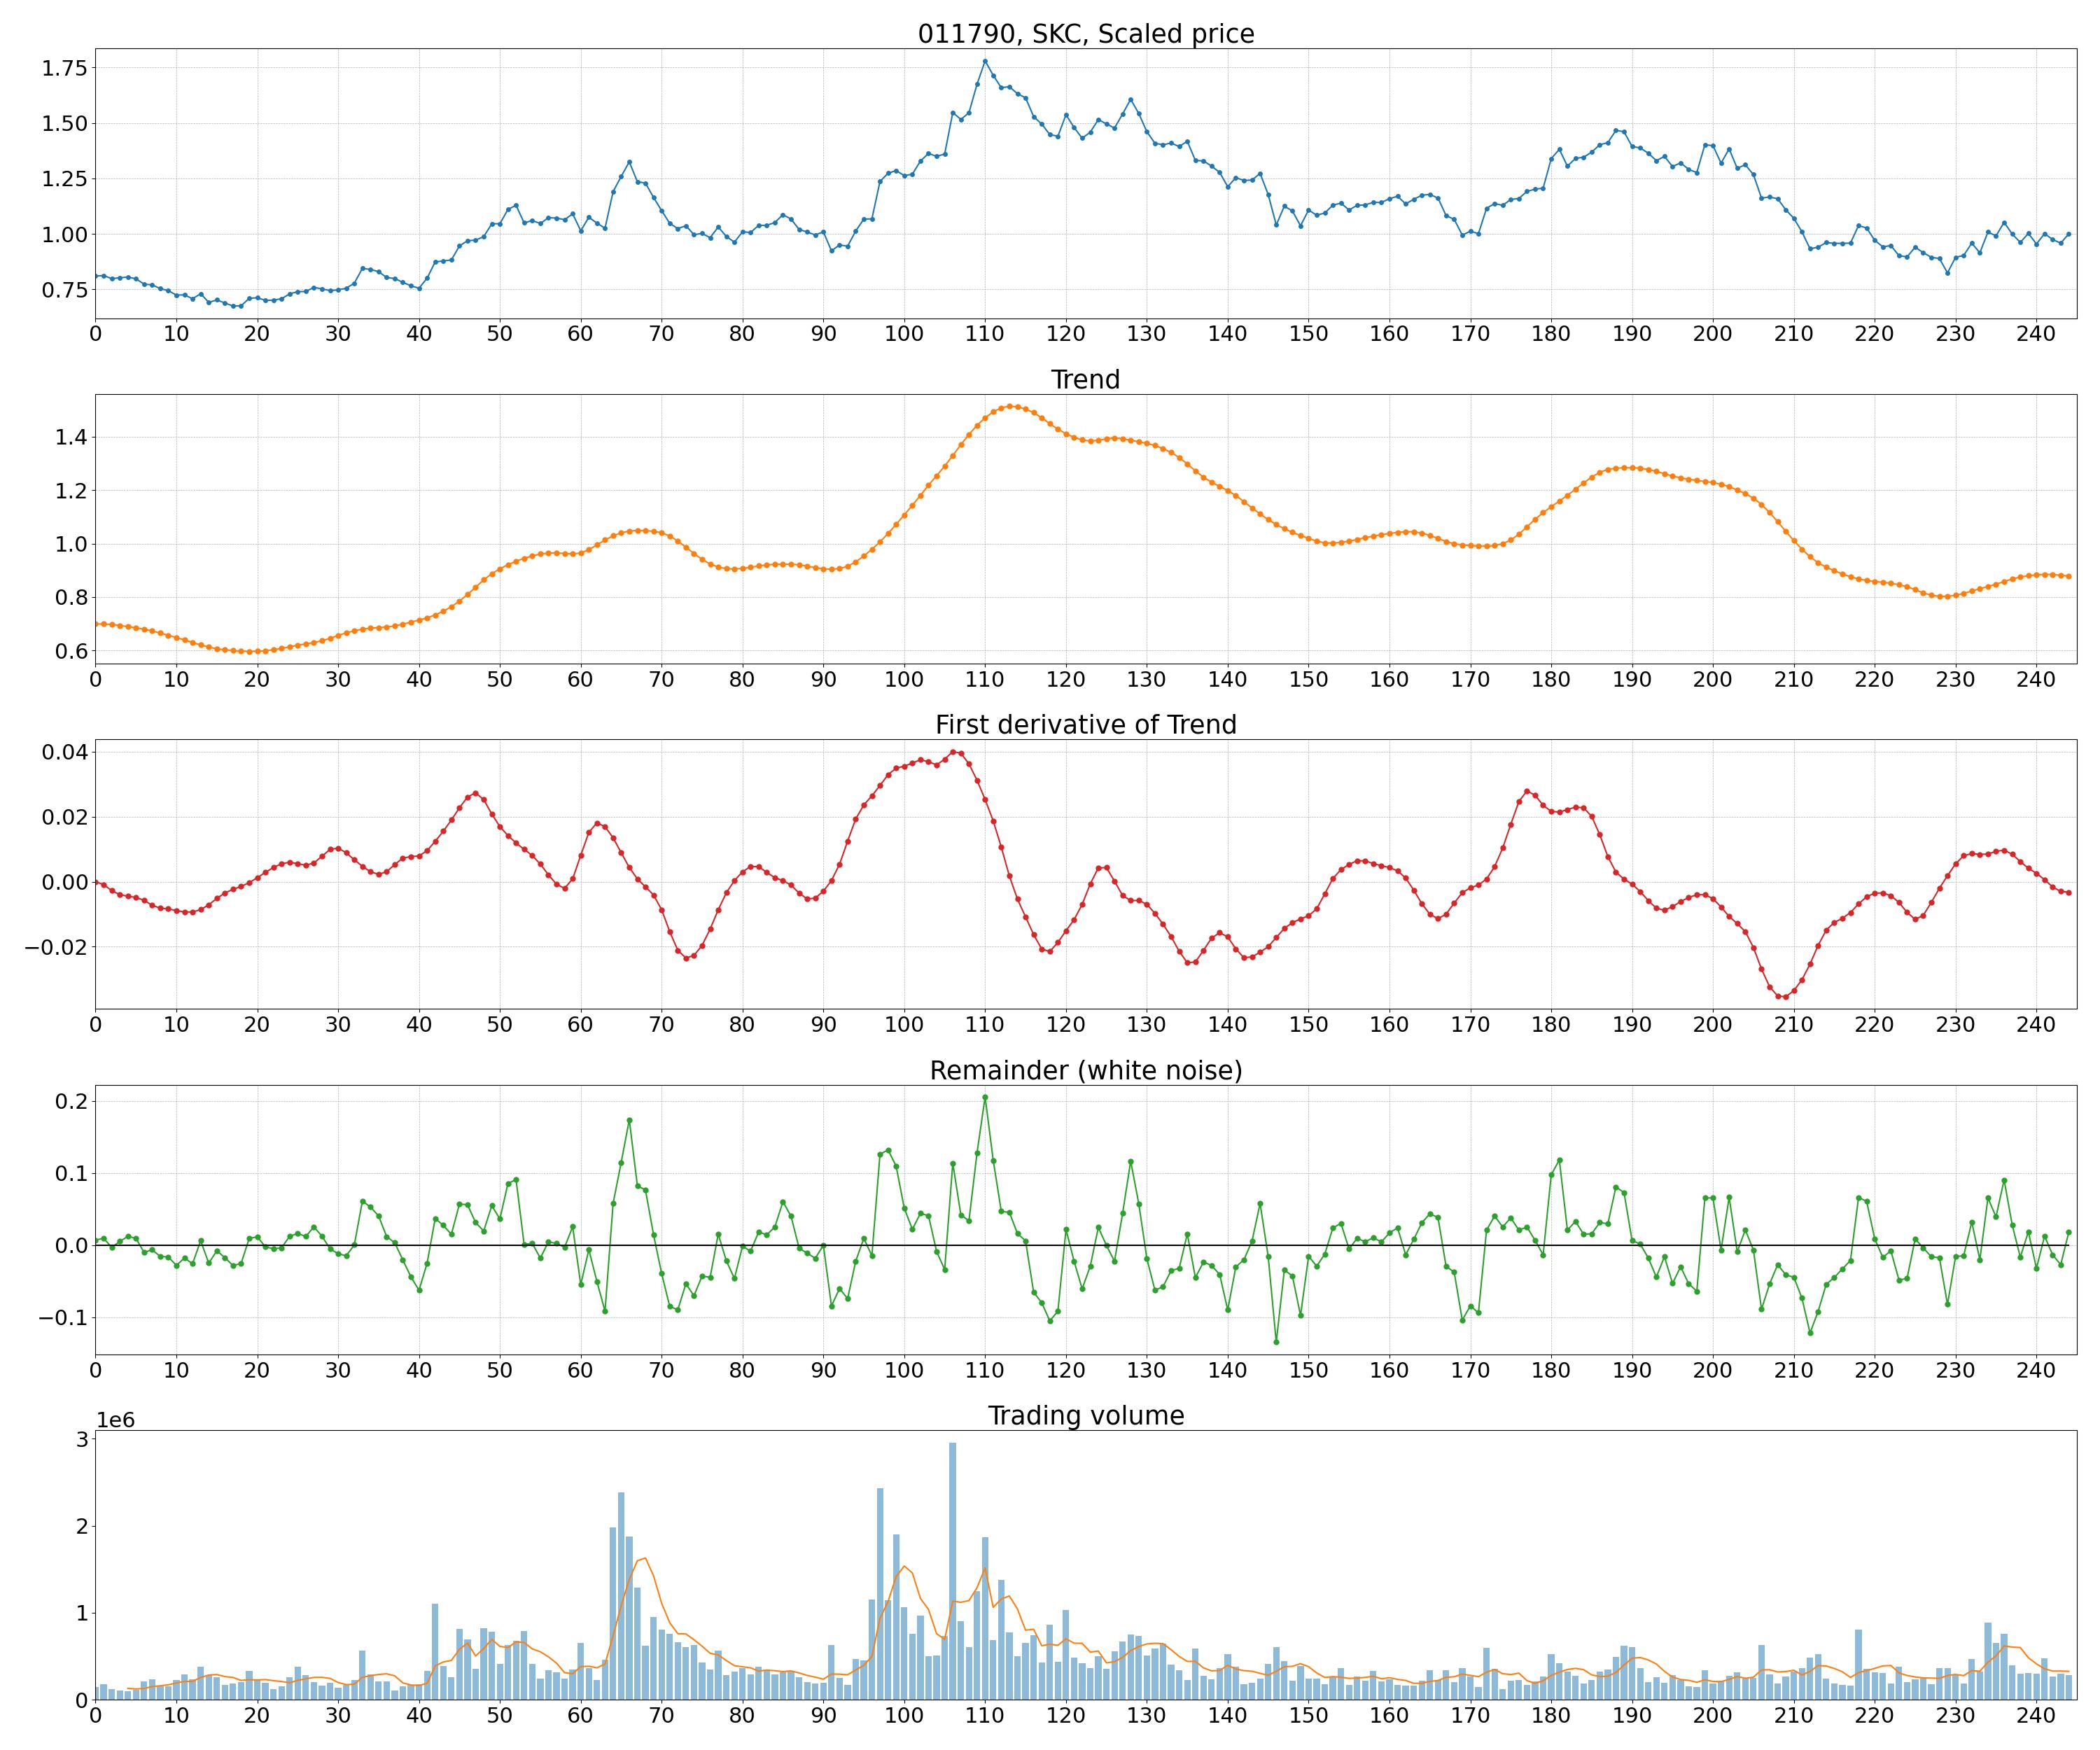 011790, SKC, Scaled price
1.75
1.50
1.25
1.00
0.75
0 10 20 30 40 50 60 70 80 90 100 110 120 130 140 150 160 170 180 190 200 210 220 230 240
Trend
1.4
1.2
1.0
0.8
0.6
0 10 20 30 40 50 60 70 80 90 100 110 120 130 140 150 160 170 180 190 200 210 220 230 240
First derivative of Trend
0.04
0.02
0.00
−0.02
0 10 20 30 40 50 60 70 80 90 100 110 120 130 140 150 160 170 180 190 200 210 220 230 240
Remainder (white noise)
0.2
0.1
0.0
−0.1
0 10 20 30 40 50 60 70 80 90 100 110 120 130 140 150 160 170 180 190 200 210 220 230 240
Trading volume
1e6
3
2
1
0
0 10 20 30 40 50 60 70 80 90 100 110 120 130 140 150 160 170 180 190 200 210 220 230 240